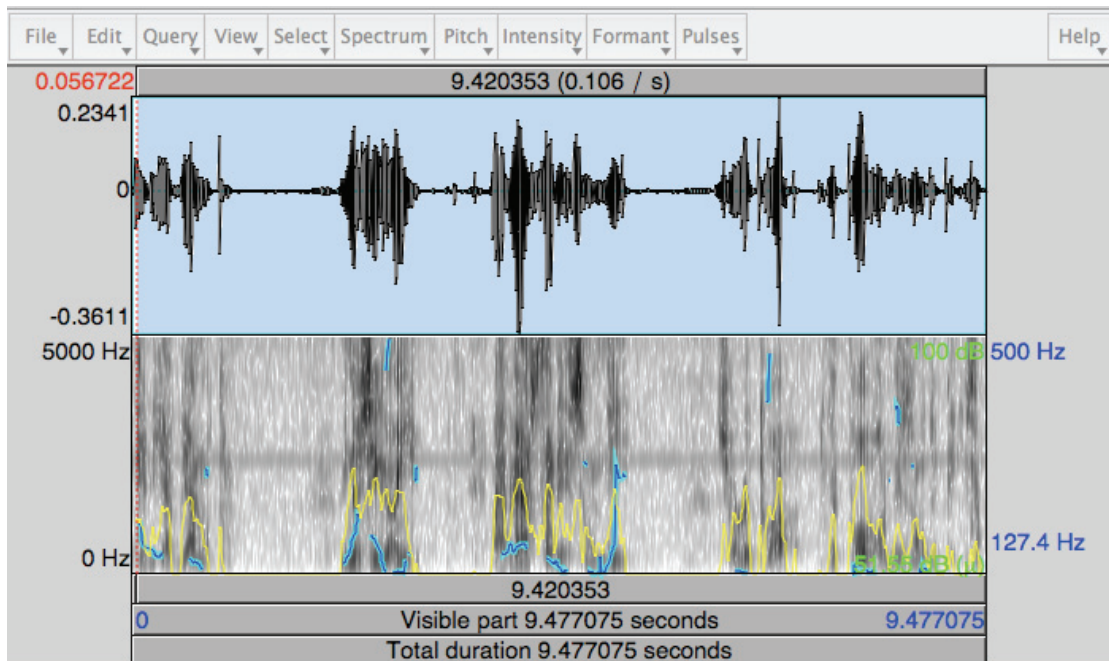 File Edit Query View Select Spectrum Pitch Intensity Formant Pulses Help
0.056722 9.420353 (0.106 / s)
0.2341
0
-0.3611
5000 Hz 100 dB 500 Hz
127.4 Hz
0 Hz
9.420353
0 Visible part 9.477075 seconds 9.477075
Total duration 9.477075 seconds